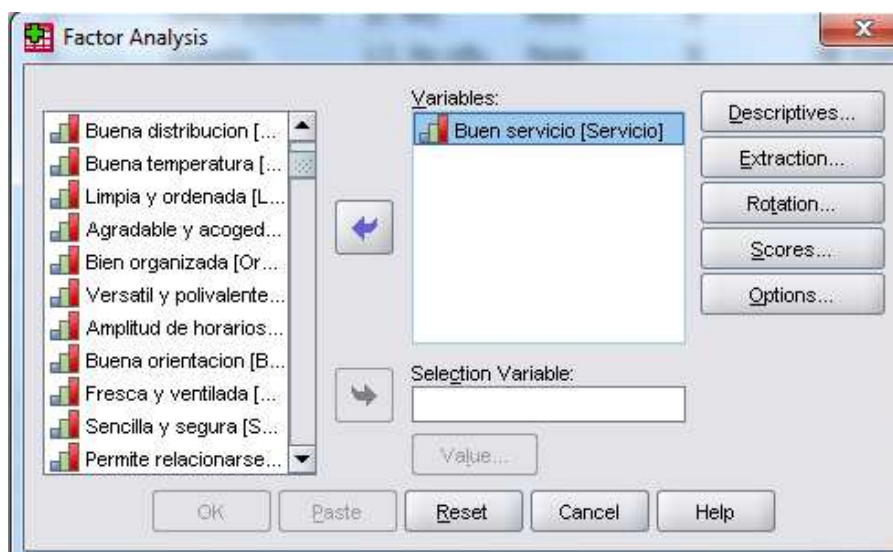 Factor Analysis
Buena distribucion [...
Buena temperatura [...
Limpia y ordenada [L...
Agradable y acoged...
Bien organizada [Or...
Versatil y polivalente...
Amplitud de horarios...
Buena orientacion [B...
Fresca y ventilada [...
Sencilla y segura [S...
Permite relacionarse...
Variables:
Buen servicio [Servicio]
Selection Variable:
Value...
Descriptives...
Extraction...
Rotation...
Scores...
Options...
OK
Paste
Reset
Cancel
Help